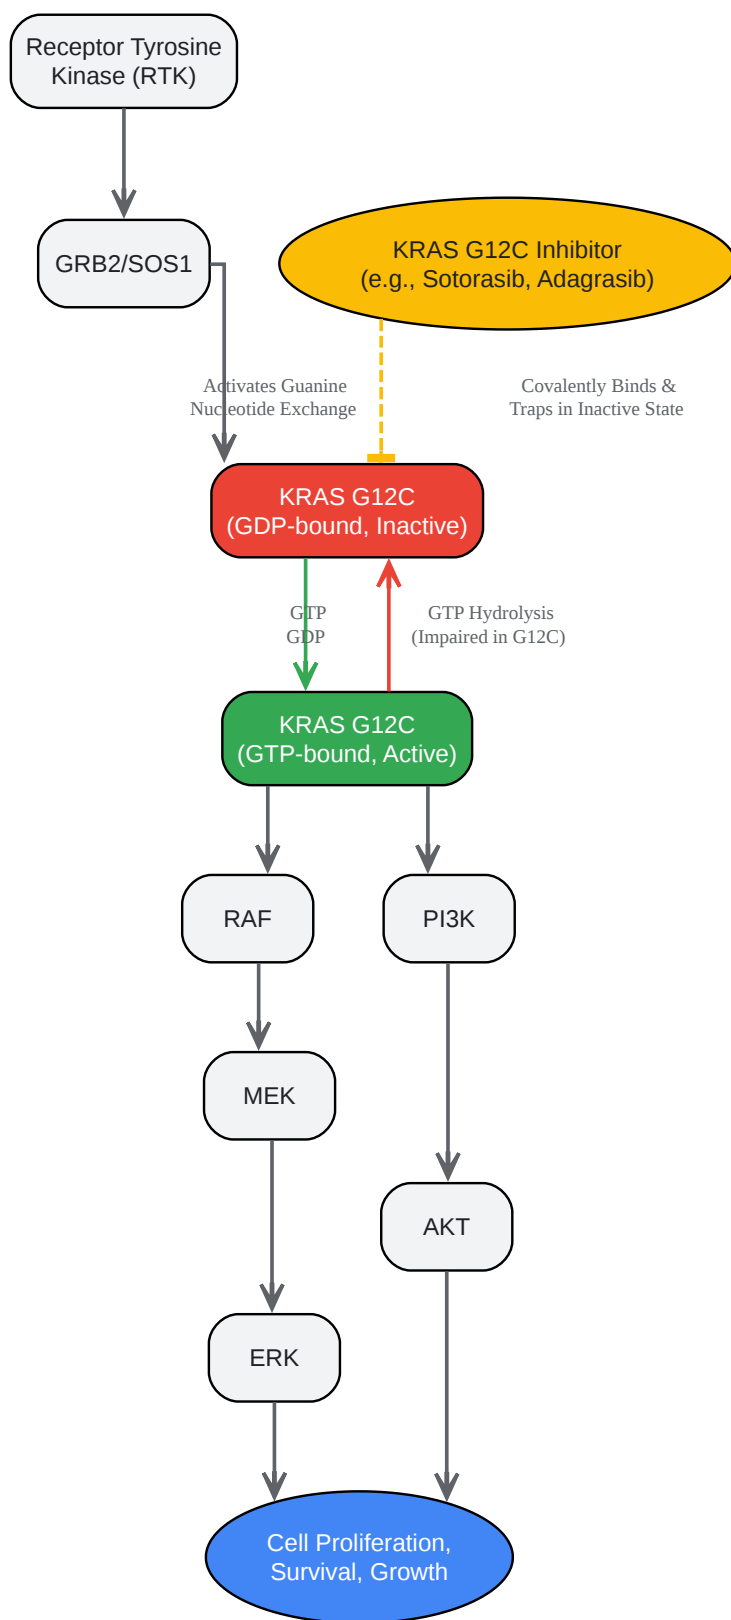 Receptor Tyrosine
Kinase (RTK)
GRB2/SOS1
KRAS G12C Inhibitor
(e.g., Sotorasib, Adagrasib)
Activates Guanine
Nucleotide Exchange
Covalently Binds &
Traps in Inactive State
KRAS G12C
(GDP-bound, Inactive)
GTP
GDP
GTP Hydrolysis
(Impaired in G12C)
KRAS G12C
(GTP-bound, Active)
RAF
PI3K
MEK
AKT
ERK
Cell Proliferation,
Survival, Growth